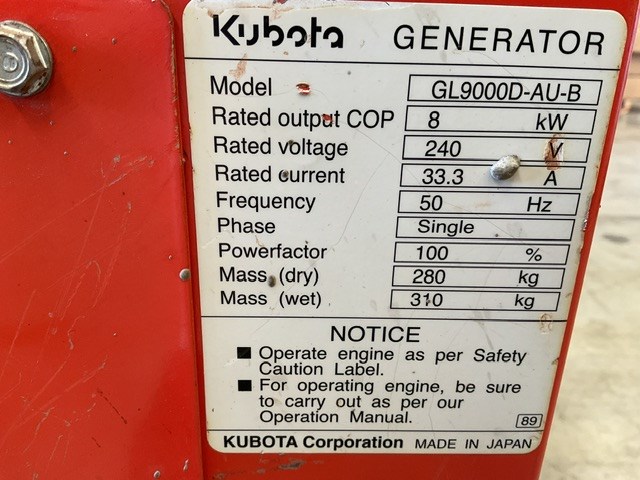 Kubota GENERATOR
Model GL9000D-AU-B
Rated output COP 8 kW
Rated voltage 240 V
Rated current 33.3 A
Frequency 50 Hz
Phase Single
Powerfactor 100 %
Mass (dry) 280 kg
Mass (wet) 310 kg
NOTICE
■ Operate engine as per Safety
Caution Label.
■ For operating engine, be sure
to carry out as per our
Operation Manual.
89
KUBOTA Corporation MADE IN JAPAN